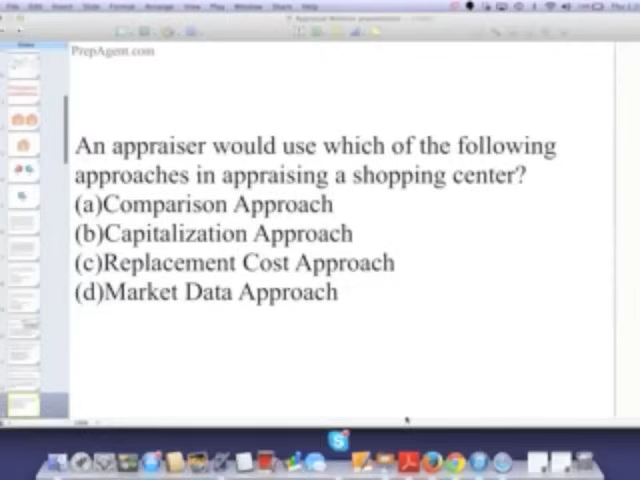 PrepAgent.com
An appraiser would use which of the following
approaches in appraising a shopping center?
(a)Comparison Approach
(b)Capitalization Approach
(c)Replacement Cost Approach
(d)Market Data Approach